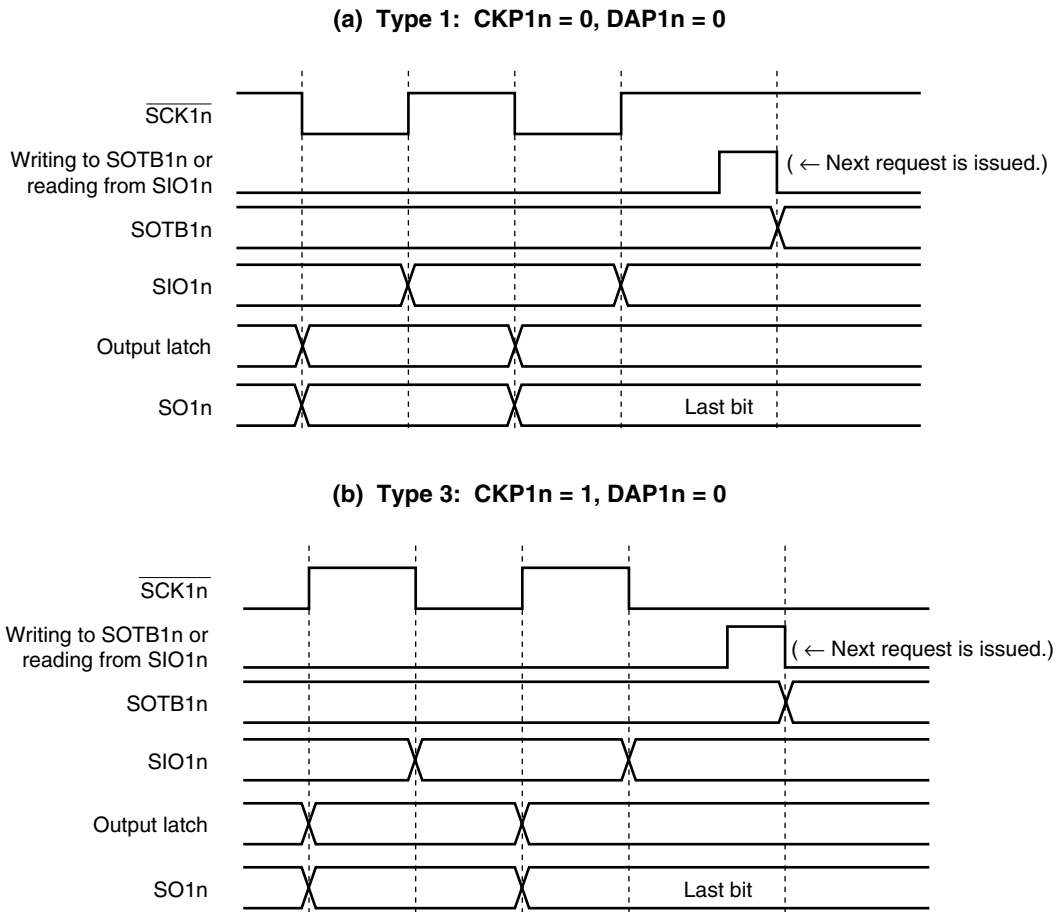 (a) Type 1: CKP1n = 0, DAP1n = 0
SCK1n
Writing to SOTB1n or
reading from SIO1n
( ← Next request is issued.)
SOTB1n
SIO1n
Output latch
SO1n
Last bit
(b) Type 3: CKP1n = 1, DAP1n = 0
SCK1n
Writing to SOTB1n or
reading from SIO1n
( ← Next request is issued.)
SOTB1n
SIO1n
Output latch
SO1n
Last bit